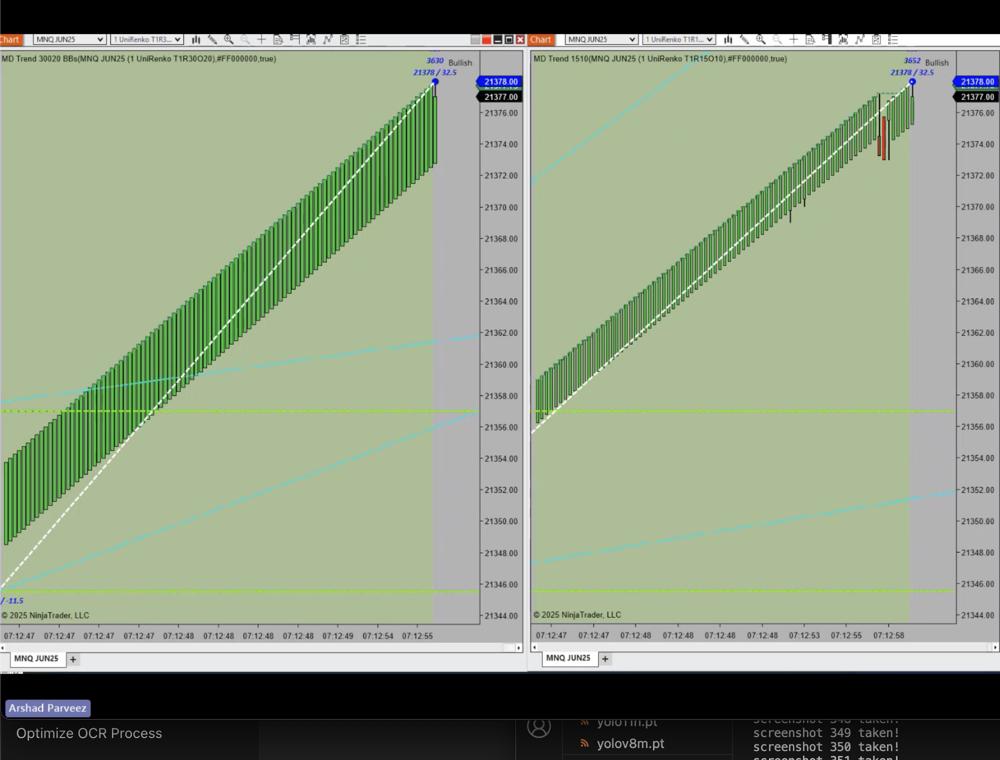 Chart MNQ JUN25 1 UniRenko T1R3...
MD Trend 30020 BBs(MNQ JUN25 (1 UniRenko T1R30O20),#FF000000,true)
3630 Bullish
21378 / 32.5
21378.00
21377.00
21376.00
21374.00
21372.00
21370.00
21368.00
21366.00
21364.00
21362.00
21360.00
21358.00
21356.00
21354.00
21352.00
21350.00
21348.00
21346.00
21344.00
/ -11.5
© 2025 NinjaTrader, LLC
07:12:47 07:12:47 07:12:47 07:12:47 07:12:48 07:12:48 07:12:48 07:12:48 07:12:49 07:12:54 07:12:55
MNQ JUN25 +
Chart MNQ JUN25 1 UniRenko T1R1...
MD Trend 1510(MNQ JUN25 (1 UniRenko T1R15O10),#FF000000,true)
3652 Bullish
21378 / 32.5
21378.00
21377.00
21376.00
21374.00
21372.00
21370.00
21368.00
21366.00
21364.00
21362.00
21360.00
21358.00
21356.00
21354.00
21352.00
21350.00
21348.00
21346.00
21344.00
© 2025 NinjaTrader, LLC
07:12:47 07:12:47 07:12:48 07:12:48 07:12:48 07:12:48 07:12:53 07:12:55 07:12:58
MNQ JUN25 +
Arshad Parveez
Optimize OCR Process
yolo11n.pt
yolov8m.pt
screenshot 348 taken!
screenshot 349 taken!
screenshot 350 taken!
screenshot 351 taken!